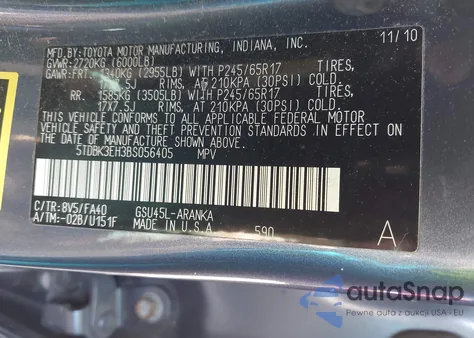 MFD.BY:TOYOTA MOTOR MANUFACTURING, INDIANA, INC. 11/10
GVWR:2720KG (6000LB)
GAWR:FRT. 1340KG (2955LB) WITH P245/65R17 TIRES,
17X7.5J RIMS, AT 210KPA (30PSI) COLD.
RR. 1585KG (3505LB) WITH P245/65R17 TIRES,
17X7.5J RIMS, AT 210KPA (30PSI) COLD.
THIS VEHICLE CONFORMS TO ALL APPLICABLE FEDERAL MOTOR
VEHICLE SAFETY STANDARDS IN EFFECT ON THE
DATE OF MANUFACTURE SHOWN ABOVE.
5TDBK3EH3BS056405 MPV
C/TR:8V5/FA40 GSU45L-ARANKA
A/TM:-02B/U151F MADE IN U.S.A. 590 A
autoSnap
Pewne auta z aukcji USA - EU